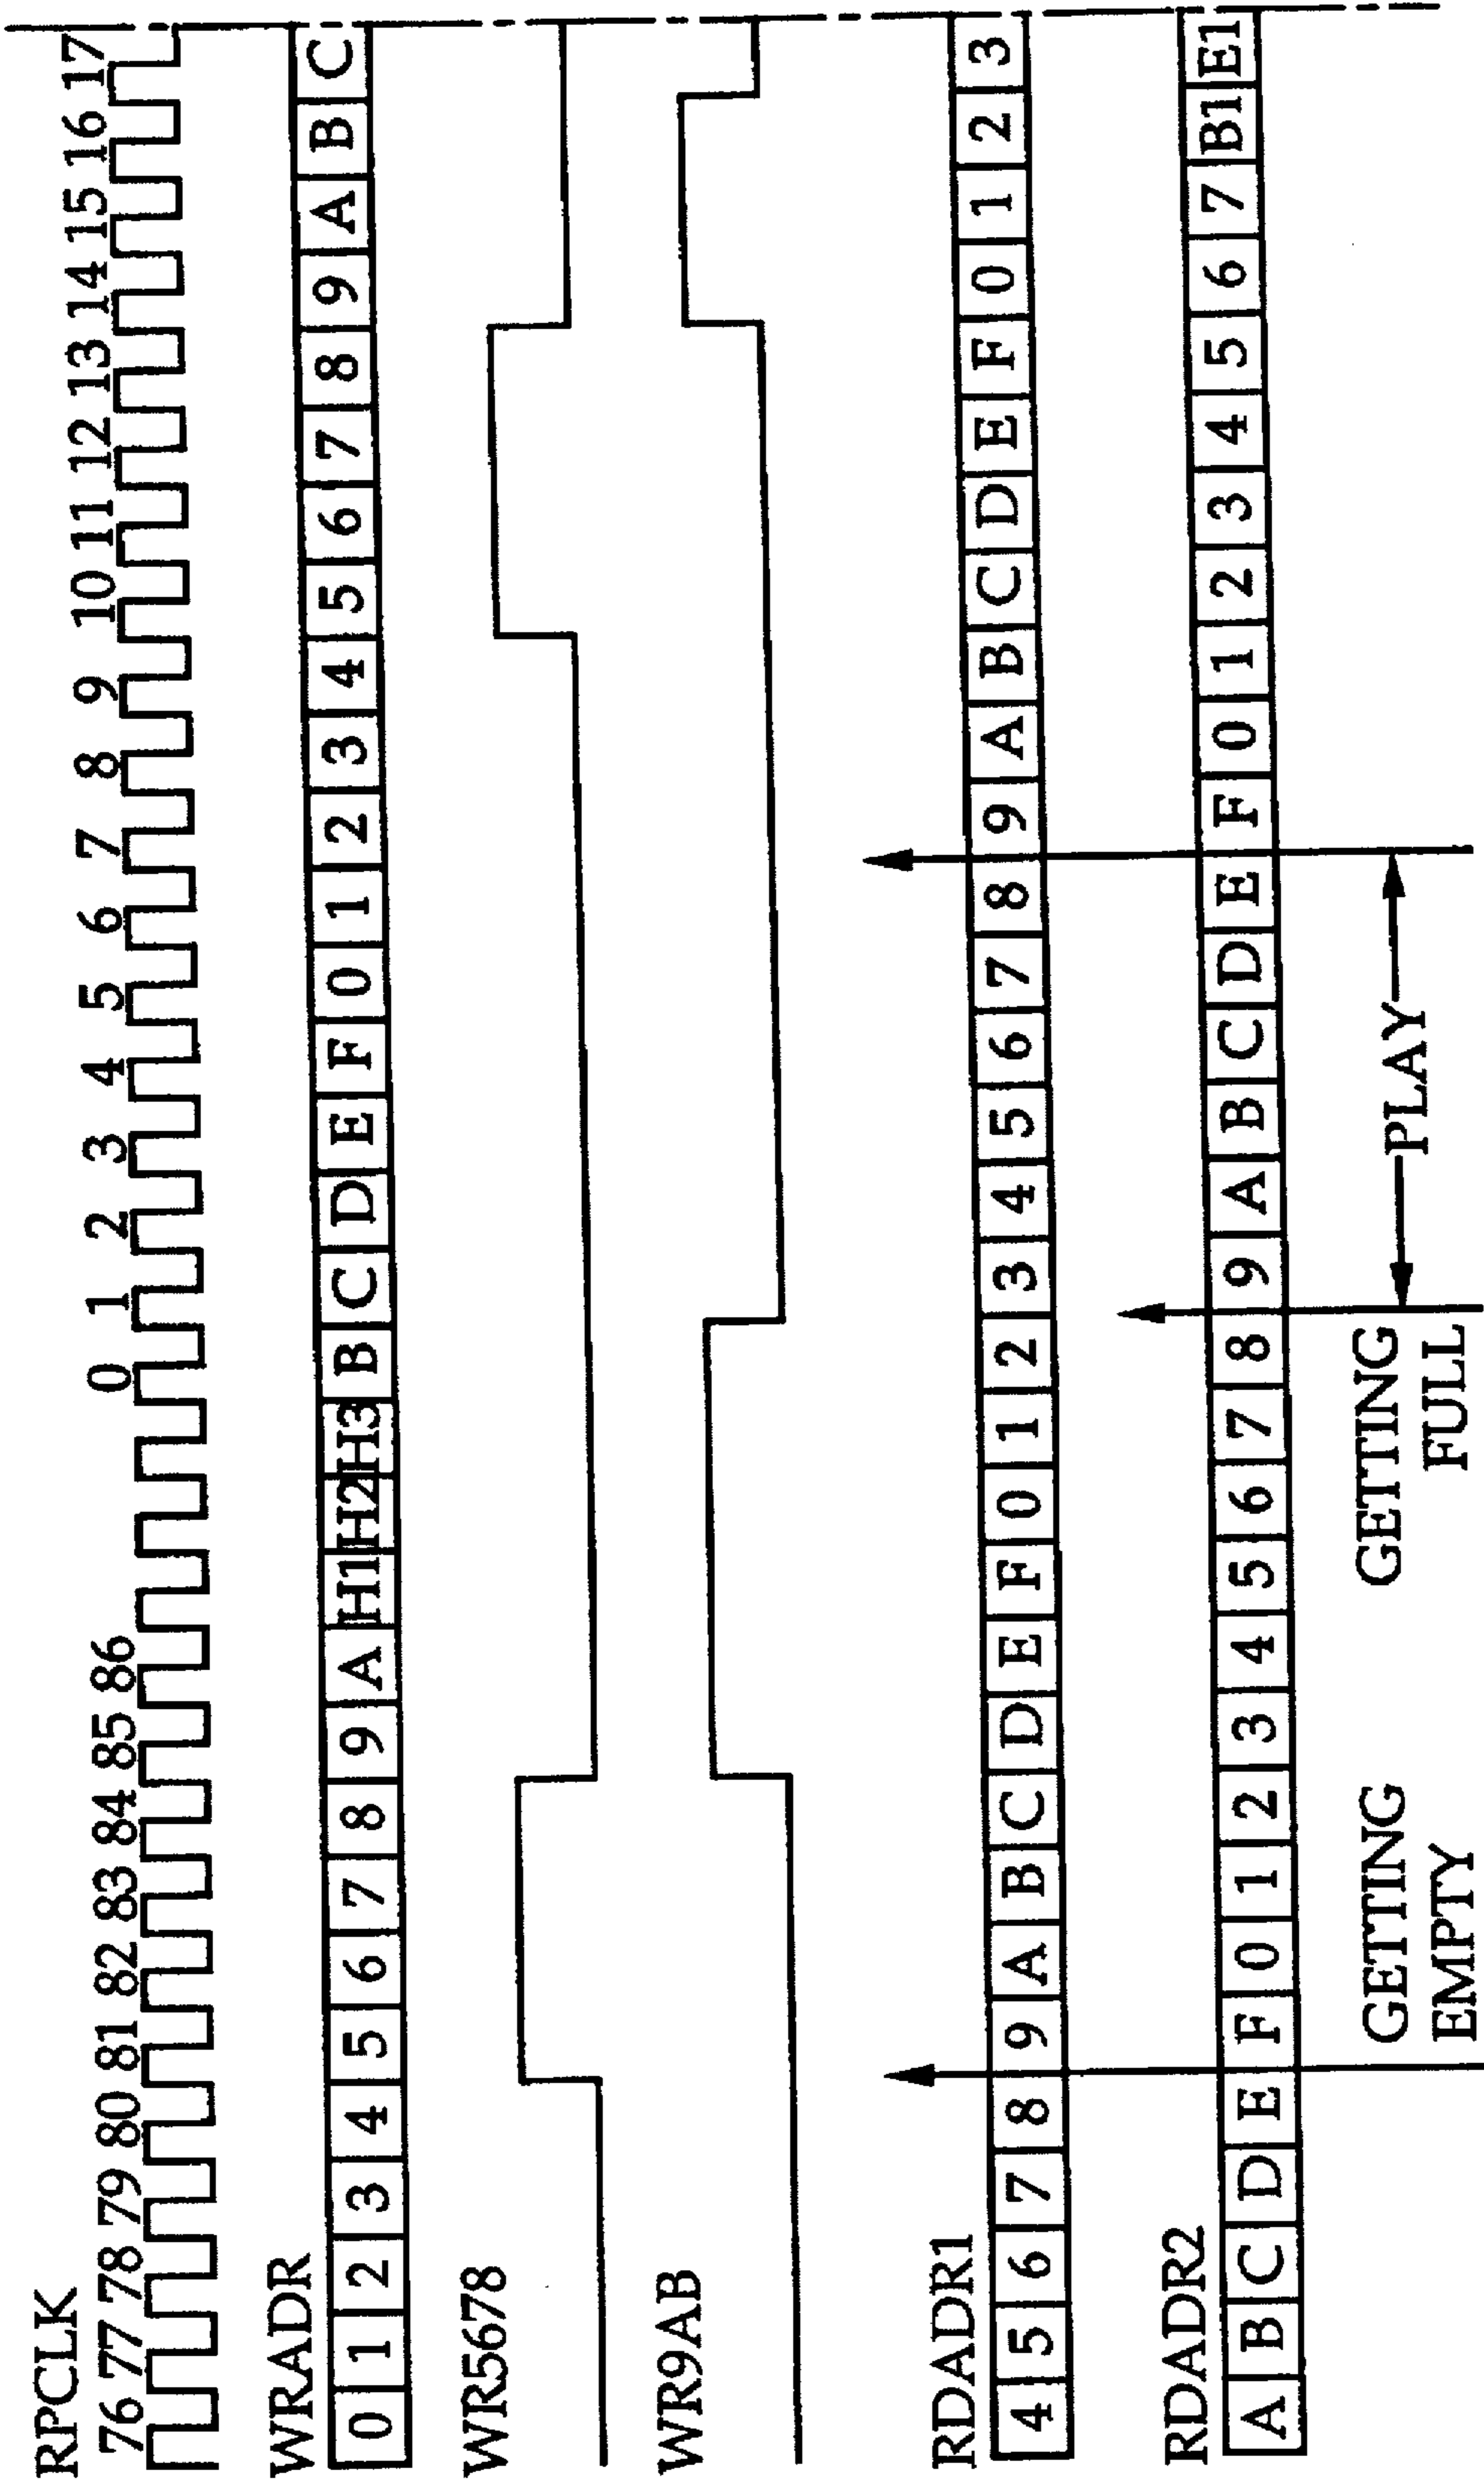 RPCLK
76 77 78 79 80 81 82 83 84 85 86 0 1 2 3 4 5 6 7 8 9 10 11 12 13 14 15 16 17
WRADR
0 1 2 3 4 5 6 7 8 9 A H1 H2 H3 B C D E F 0 1 2 3 4 5 6 7 8 9 A B C
WR5678
WR9AB
RDADR1
4 5 6 7 8 9 A B C D E F 0 1 2 3 4 5 6 7 8 9 A B C D E F 0 1 2 3
RDADR2
A B C D E F 0 1 2 3 4 5 6 7 8 9 A B C D E F 0 1 2 3 4 5 6 7 B1 E1
GETTING
EMPTY
GETTING
FULL
PLAY